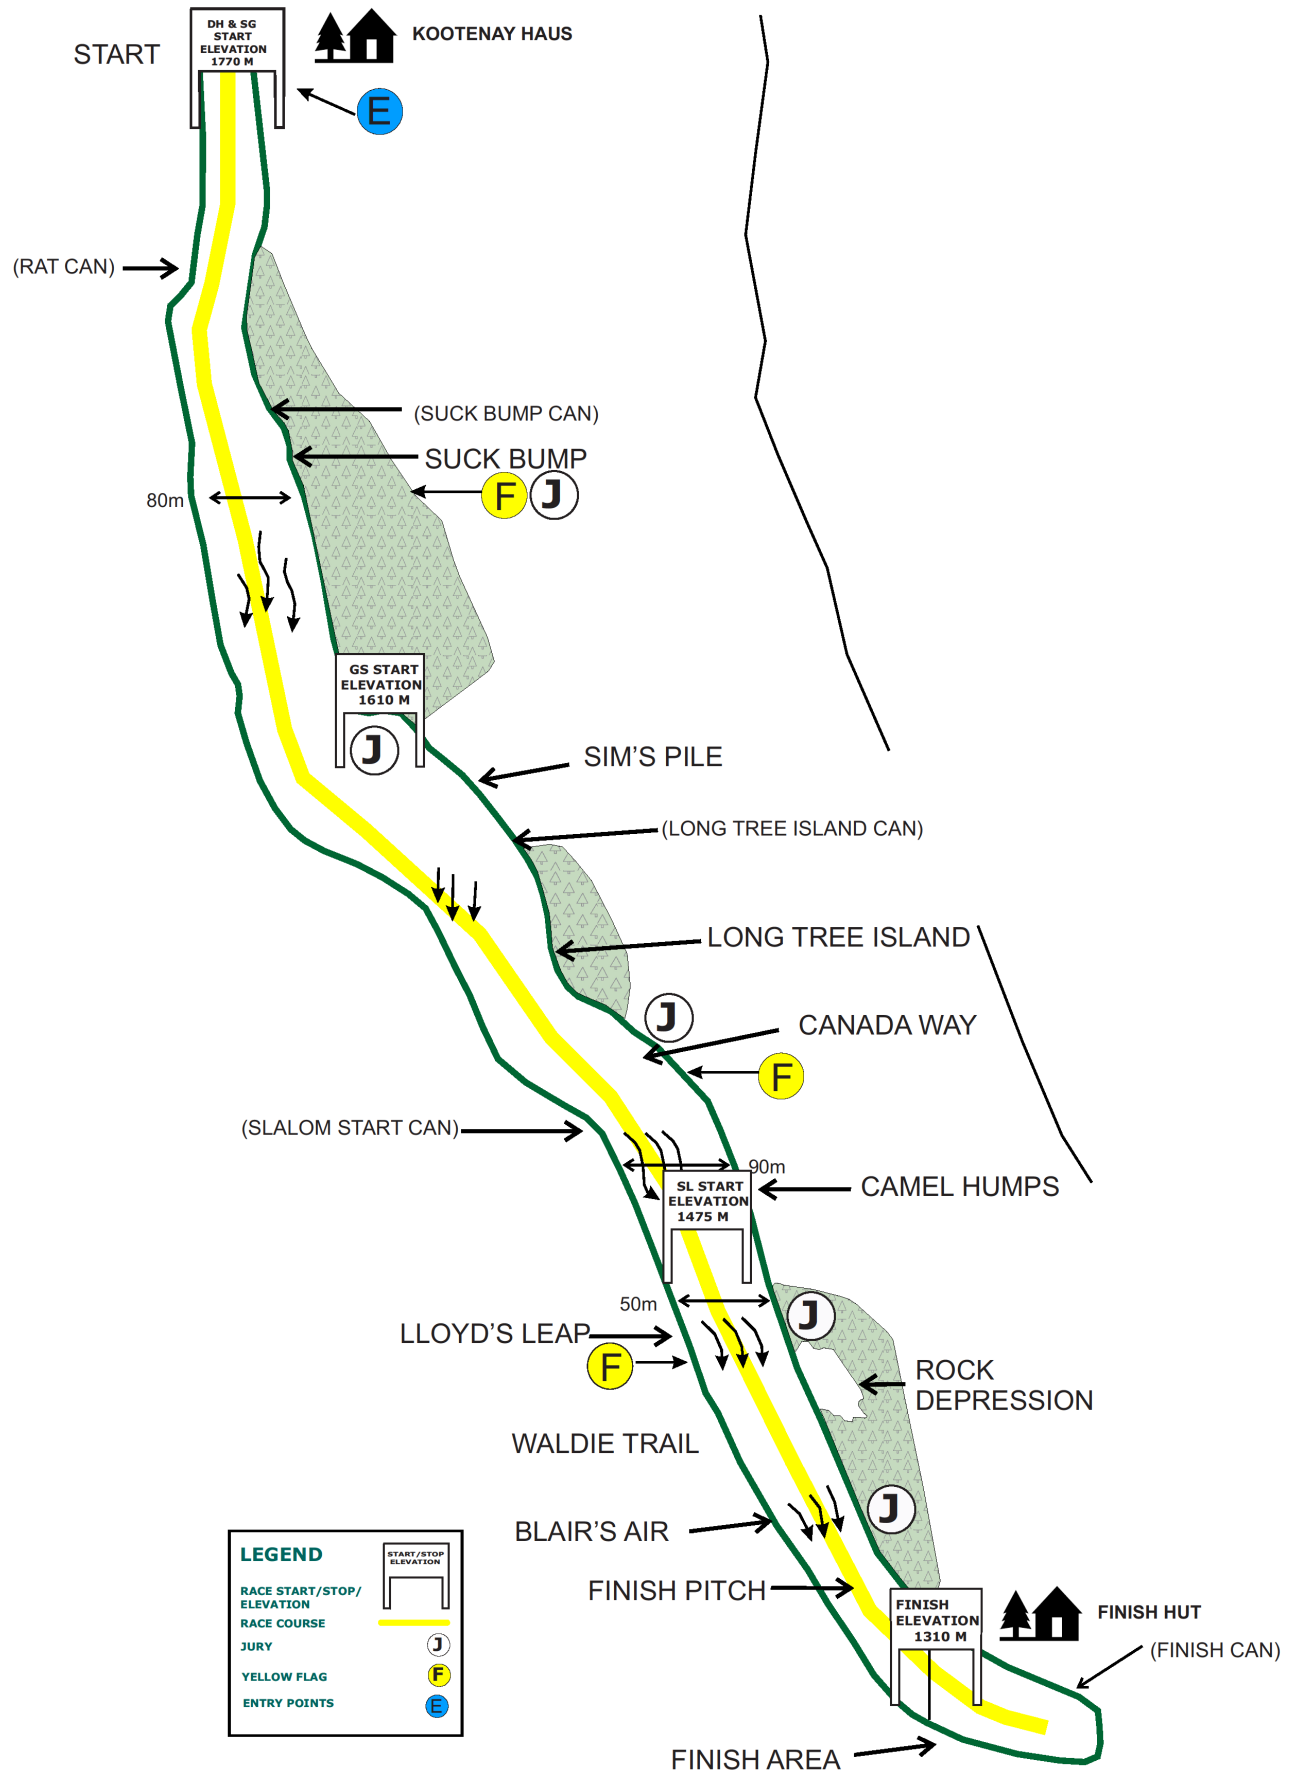 START
DH & SG
START
ELEVATION
1770 M
KOOTENAY HAUS
E
(RAT CAN)
(SUCK BUMP CAN)
SUCK BUMP
F
J
80m
GS START
ELEVATION
1610 M
J
SIM'S PILE
(LONG TREE ISLAND CAN)
LONG TREE ISLAND
J
CANADA WAY
F
(SLALOM START CAN)
90m
SL START
ELEVATION
1475 M
CAMEL HUMPS
50m
J
LLOYD'S LEAP
F
ROCK
DEPRESSION
WALDIE TRAIL
J
BLAIR'S AIR
FINISH PITCH
FINISH
ELEVATION
1310 M
FINISH HUT
(FINISH CAN)
FINISH AREA
LEGEND
START/STOP
ELEVATION
RACE START/STOP/
ELEVATION
RACE COURSE
JURY
J
YELLOW FLAG
F
ENTRY POINTS
E